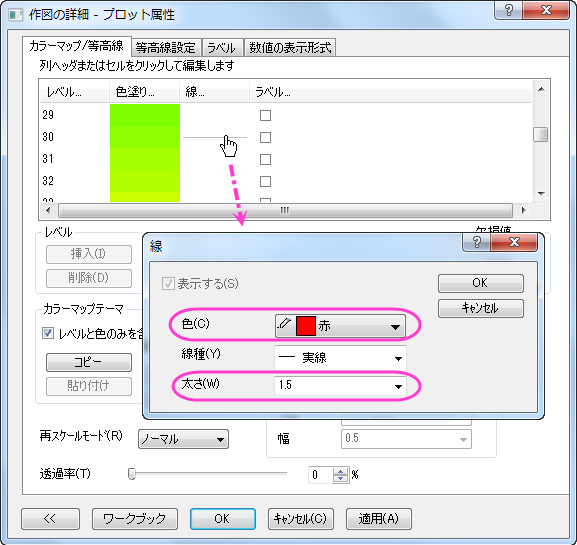 作図の詳細 - プロット属性
カラーマップ/等高線 等高線設定 ラベル 数値の表示形式
列ヘッダまたはセルをクリックして編集します
レベル... 色塗り... 線... ラベル...
29
30
31
32
レベル
挿入(I)
削除(D)
カラーマップテーマ
レベルと色のみを含
コピー
貼り付け
線
表示する(S)
色(C) 赤
線種(Y) 実線
太さ(W) 1.5
OK
キャンセル
再スケールモード(R) ノーマル
幅 0.5
透過率(T) 0 %
<< ワークブック OK キャンセル(C) 適用(A)